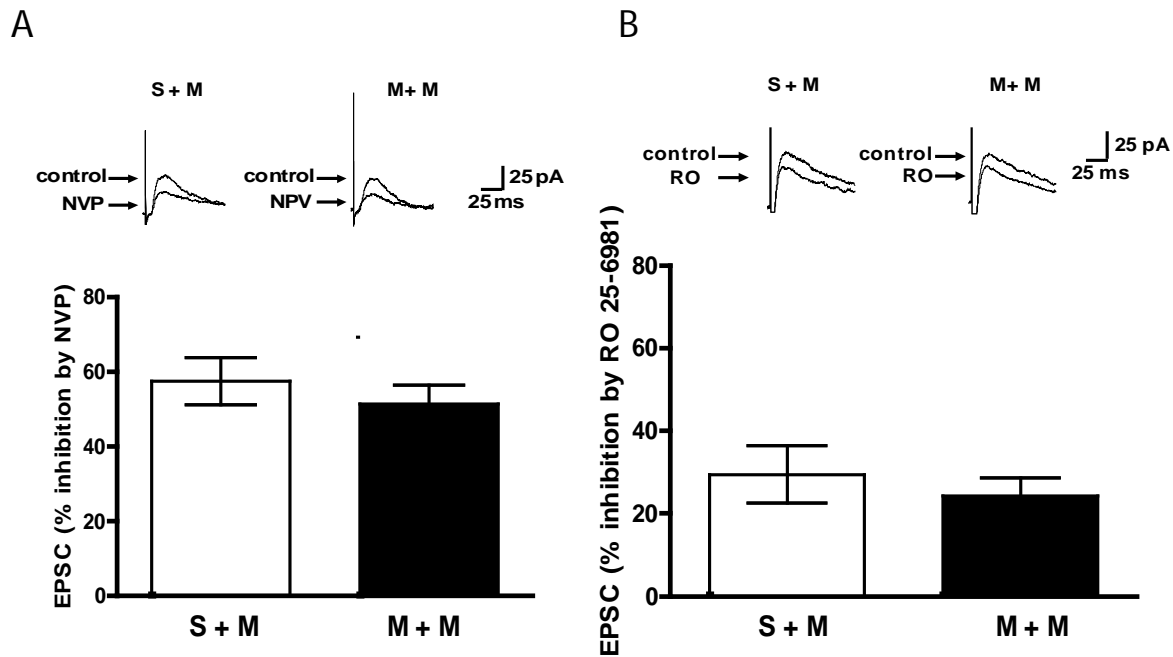 A
S + M
M+ M
control
NVP
control
NPV
25 pA
25 ms
EPSC (% inhibition by NVP)
80
60
40
20
0
S + M
M + M
B
S + M
M+ M
control
RO
control
RO
25 pA
25 ms
EPSC (% inhibition by RO 25-6981)
80
60
40
20
0
S + M
M + M